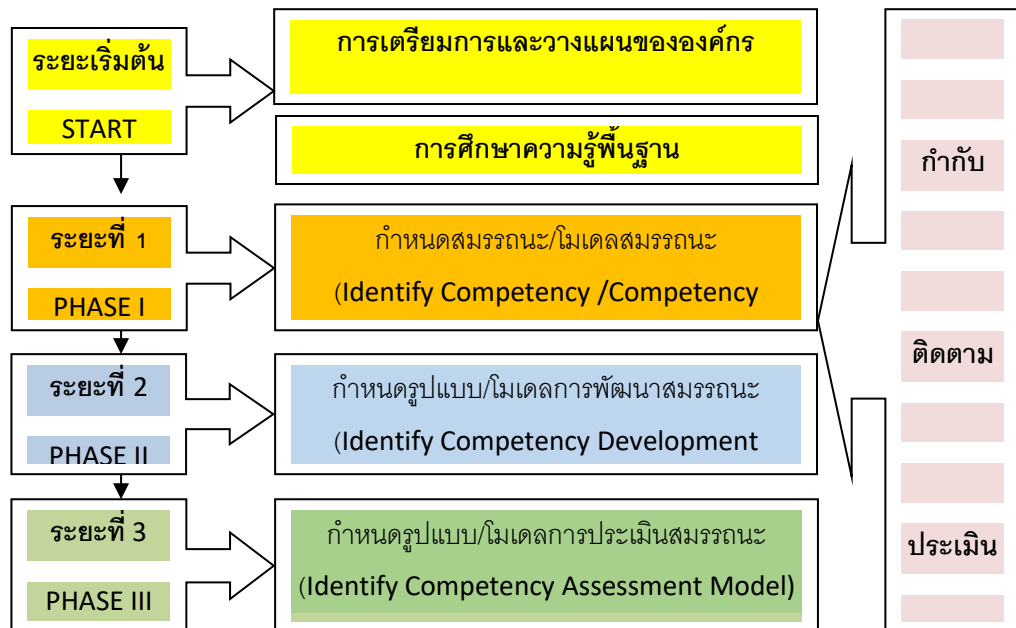 ระยะเริ่มต้น
START
การเตรียมการและวางแผนขององค์กร
การศึกษาความรู้พื้นฐาน
ระยะที่ 1
PHASE I
กำหนดสมรรถนะ/โมเดลสมรรถนะ
(Identify Competency /Competency
ระยะที่ 2
PHASE II
กำหนดรูปแบบ/โมเดลการพัฒนาสมรรถนะ
(Identify Competency Development
ระยะที่ 3
PHASE III
กำหนดรูปแบบ/โมเดลการประเมินสมรรถนะ
(Identify Competency Assessment Model)
กำกับ
ติดตาม
ประเมิน